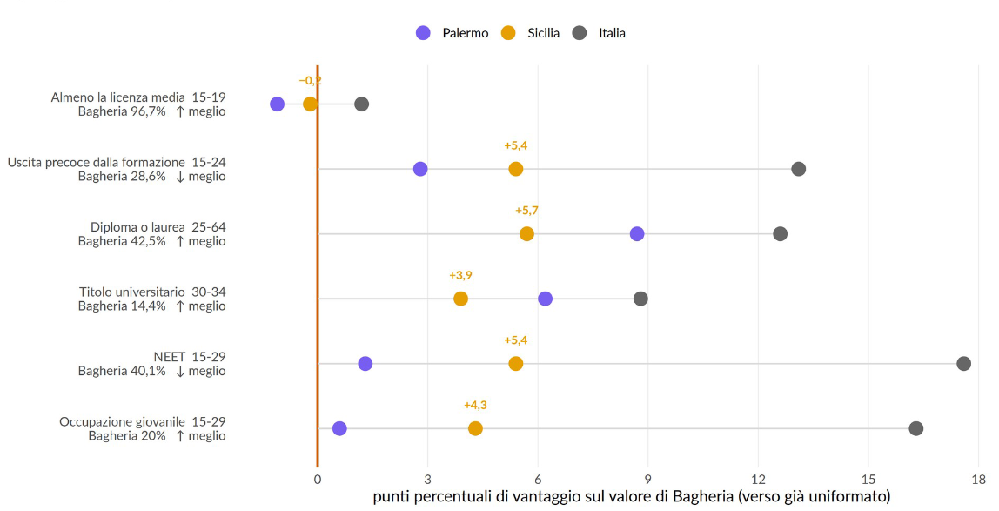 Palermo Sicilia Italia
−0,2
Almeno la licenza media 15-19
Bagheria 96,7% ↑ meglio
+5,4
Uscita precoce dalla formazione 15-24
Bagheria 28,6% ↓ meglio
+5,7
Diploma o laurea 25-64
Bagheria 42,5% ↑ meglio
+3,9
Titolo universitario 30-34
Bagheria 14,4% ↑ meglio
+5,4
NEET 15-29
Bagheria 40,1% ↓ meglio
+4,3
Occupazione giovanile 15-29
Bagheria 20% ↑ meglio
0 3 6 9 12 15 18
punti percentuali di vantaggio sul valore di Bagheria (verso già uniformato)